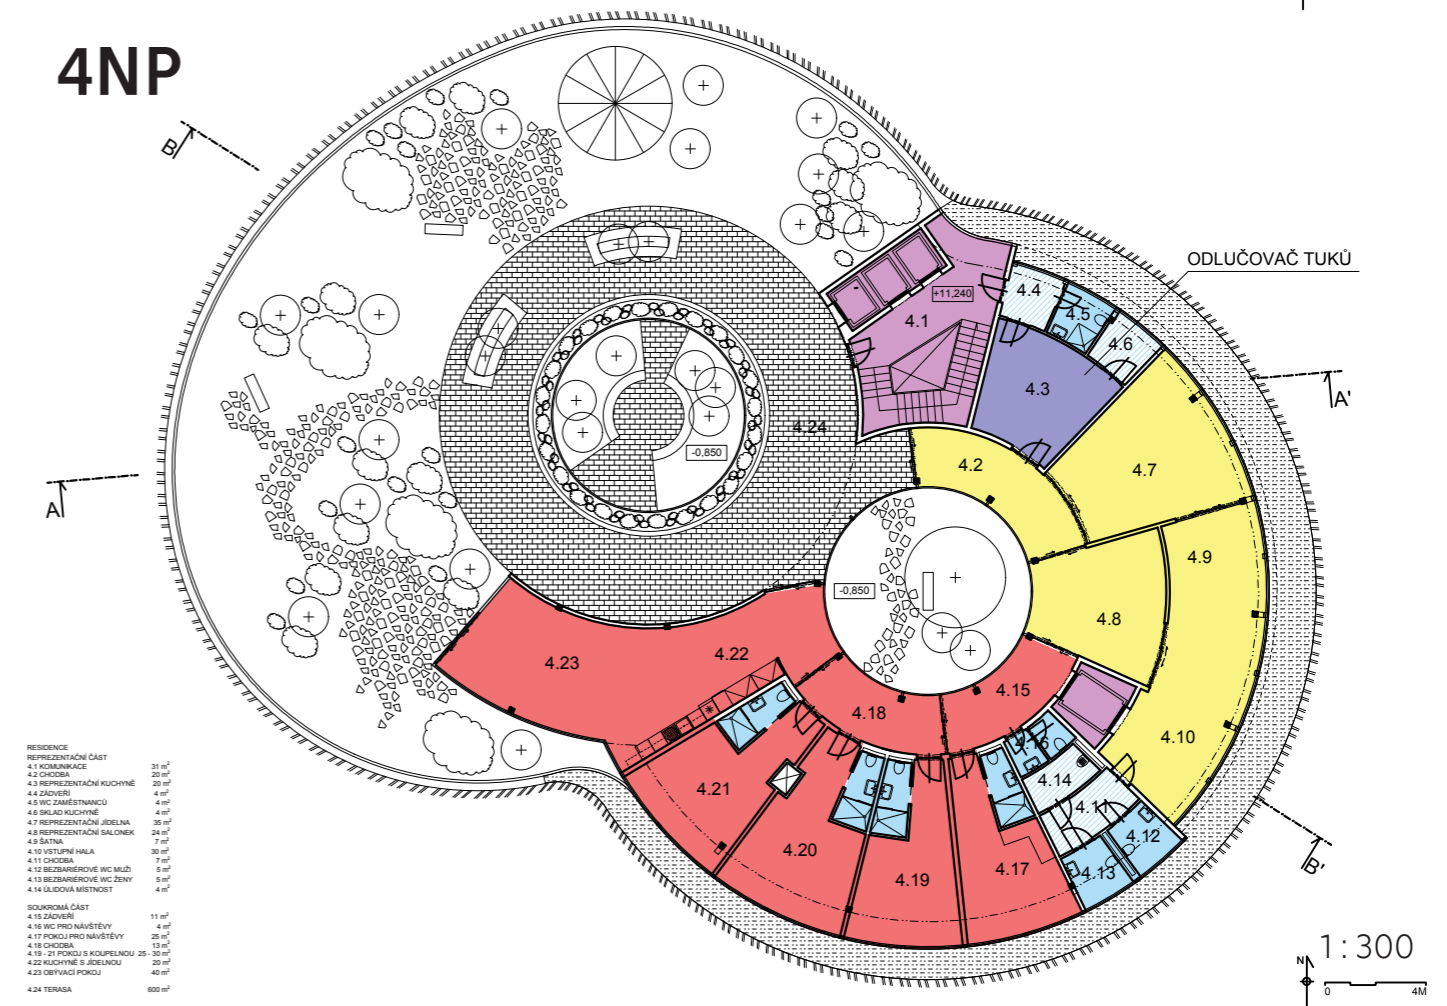 4NP
B
ODLUČOVAČ TUKŮ
+11,240
4.4
4.5
4.1
4.6
4.3
A'
4.24
-0,850
4.2
4.7
A
4.9
-0,850
4.8
4.22
4.23
4.15
4.18
4.10
4.16
4.14
4.21
4.11
4.12
4.20
4.19
4.17
4.13
B'
RESIDENCE
REPREZENTAČNÍ ČÁST
4.1 KOMUNIKACE 31 m²
4.2 CHODBA 20 m²
4.3 REPREZENTAČNÍ KUCHYNĚ 20 m²
4.4 ZÁDVEŘÍ 4 m²
4.5 WC ZAMĚSTNANCŮ 4 m²
4.6 SKLAD KUCHYNĚ 4 m²
4.7 REPREZENTAČNÍ JÍDELNA 35 m²
4.8 REPREZENTAČNÍ SALONEK 24 m²
4.9 ŠATNA 7 m²
4.10 VSTUPNÍ HALA 30 m²
4.11 CHODBA 7 m²
4.12 BEZBARIÉROVÉ WC MUŽI 5 m²
4.13 BEZBARIÉROVÉ WC ŽENY 5 m²
4.14 ÚLIDOVÁ MÍSTNOST 4 m²
SOUKROMÁ ČÁST
4.15 ZÁDVEŘÍ 11 m²
4.16 WC PRO NÁVŠTĚVY 4 m²
4.17 POKOJ PRO NÁVŠTĚVY 25 m²
4.18 CHODBA 13 m²
4.19 - 21 POKOJ S KOUPELNOU 25 - 30 m²
4.22 KUCHYNĚ S JÍDELNOU 20 m²
4.23 OBÝVACÍ POKOJ 40 m²
4.24 TERASA 600 m²
1:300
N
0 4M